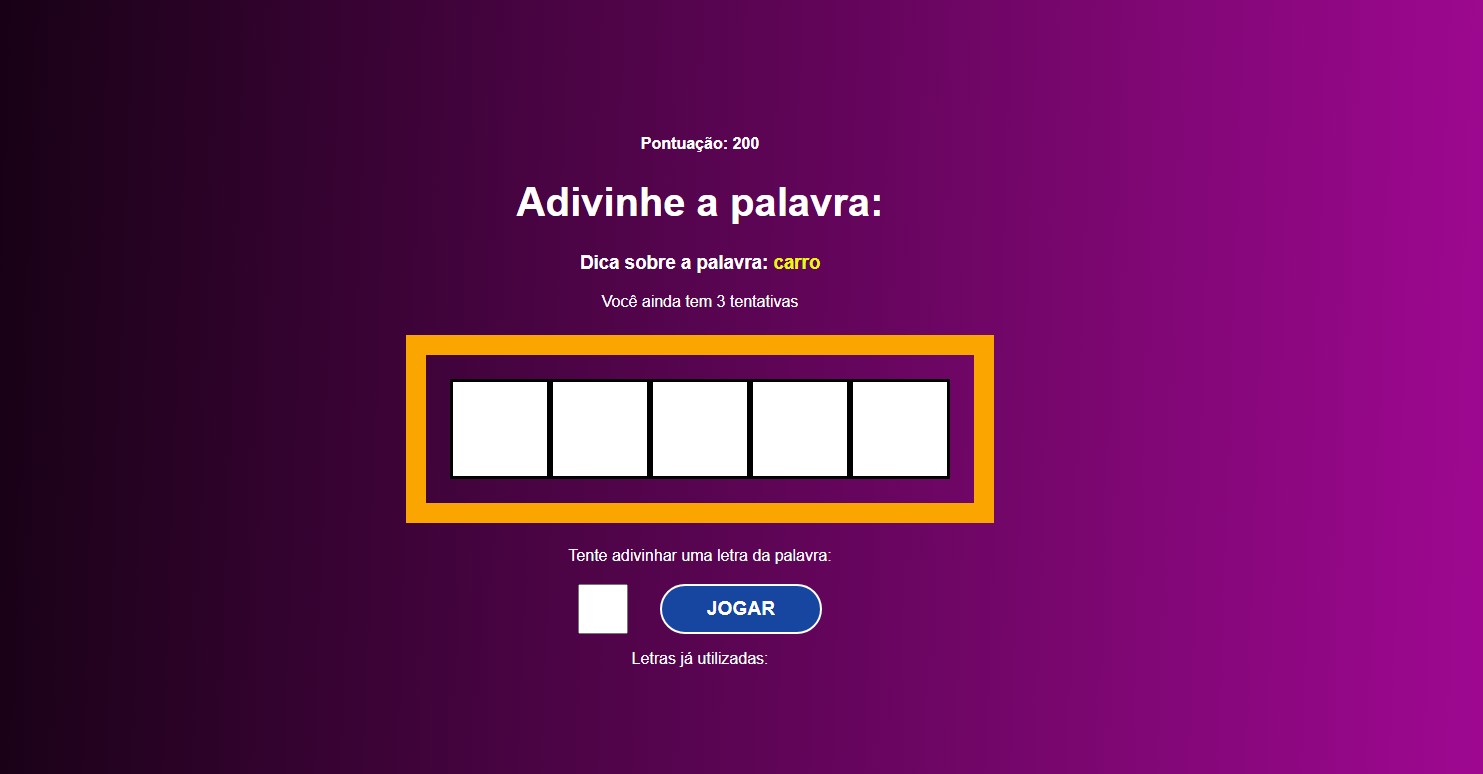 Pontuação: 200
Adivinhe a palavra:
Dica sobre a palavra: carro
Você ainda tem 3 tentativas
Tente adivinhar uma letra da palavra:
JOGAR
Letras já utilizadas: